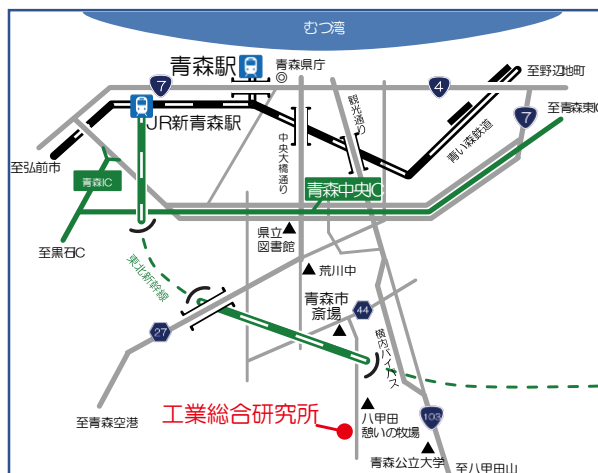 むつ湾
青森駅
青森県庁
7
4
至野辺地町
JR新青森駅
観光通り
中央大橋通り
青い森鉄道
7
至青森東IC
至弘前市
青森IC
青森中央IC
県立
図書館
至黒石IC
東北新幹線
荒川中
青森市
斎場
44
27
横内バイパス
至青森空港
工業総合研究所
八甲田
憩いの牧場
103
青森公立大学
至八甲田山